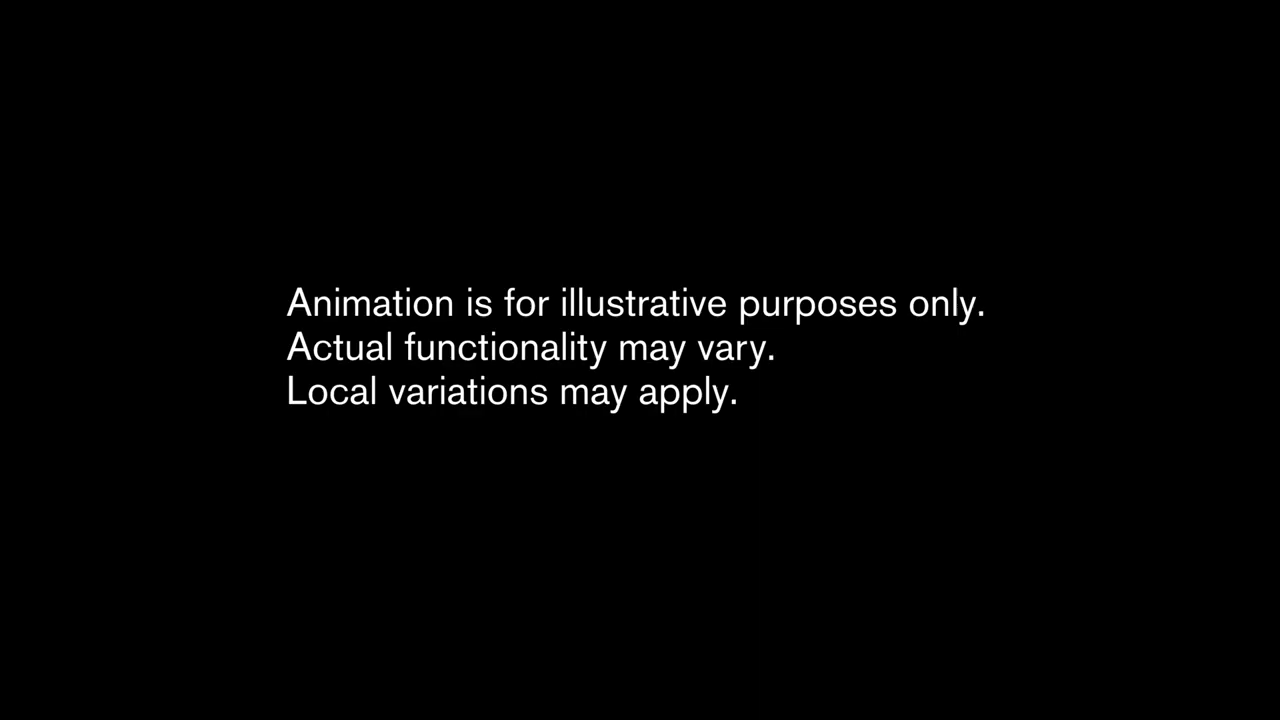 Animation is for illustrative purposes only.
Actual functionality may vary.
Local variations may apply.